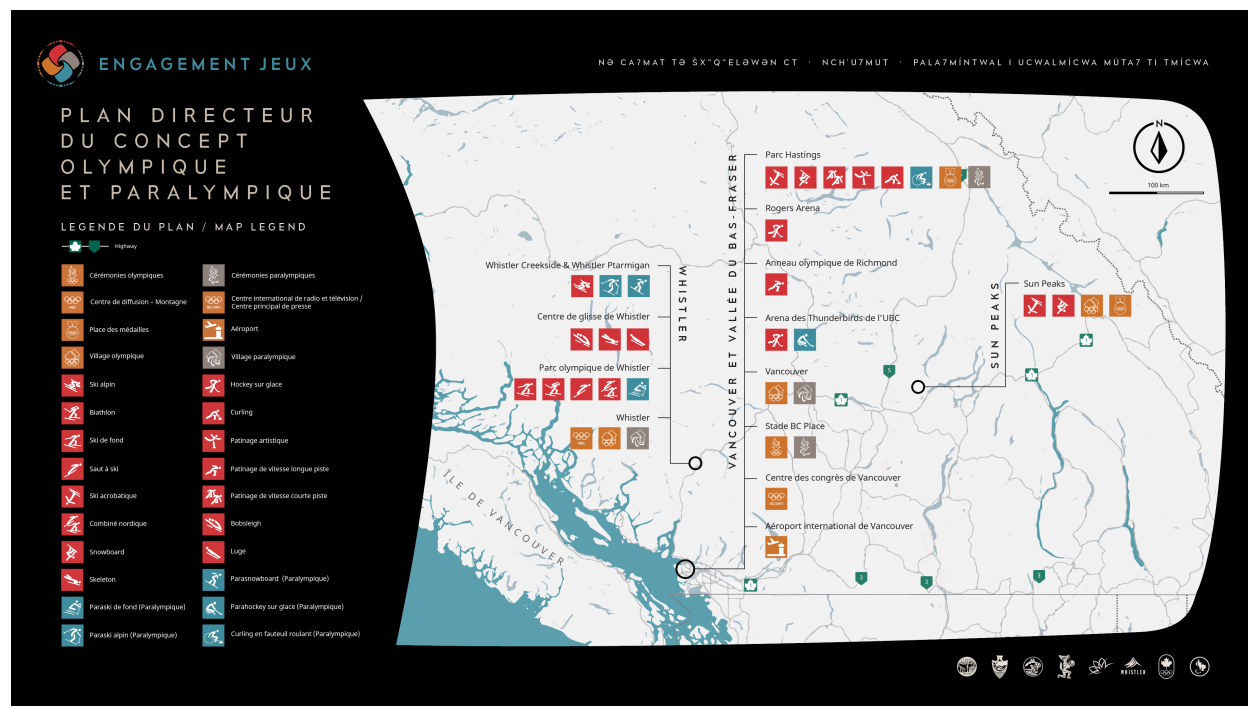 ENGAGEMENT JEUX
NƏ CAʔMAT TƏ ŠXʷQʷELƏWƏN CT · NCH'U7MUT · PALA7MÍNTWAL I UCWALMÍCWA MÚTA7 TI TMÍCWA
PLAN DIRECTEUR
DU CONCEPT
OLYMPIQUE
ET PARALYMPIQUE
LEGENDE DU PLAN / MAP LEGEND
Highway
Cérémonies olympiques
Cérémonies paralympiques
Centre de diffusion – Montagne
Centre international de radio et télévision /
Centre principal de presse
Place des médailles
Aéroport
Village olympique
Village paralympique
Ski alpin
Hockey sur glace
Biathlon
Curling
Ski de fond
Patinage artistique
Saut à ski
Patinage de vitesse longue piste
Ski acrobatique
Patinage de vitesse courte piste
Combiné nordique
Bobsleigh
Snowboard
Luge
Skeleton
Parasnowboard (Paralympique)
Paraski de fond (Paralympique)
Parahockey sur glace (Paralympique)
Paraski alpin (Paralympique)
Curling en fauteuil roulant (Paralympique)
N
100 km
WHISTLER
Whistler Creekside & Whistler Ptarmigan
Centre de glisse de Whistler
Parc olympique de Whistler
Whistler
VANCOUVER ET VALLÉE DU BAS-FRASER
Parc Hastings
Rogers Arena
Anneau olympique de Richmond
Arena des Thunderbirds de l'UBC
Vancouver
Stade BC Place
Centre des congrès de Vancouver
Aéroport international de Vancouver
SUN PEAKS
Sun Peaks
1
1
5
1
1
3
3
3
ÎLE DE VANCOUVER
WHISTLER